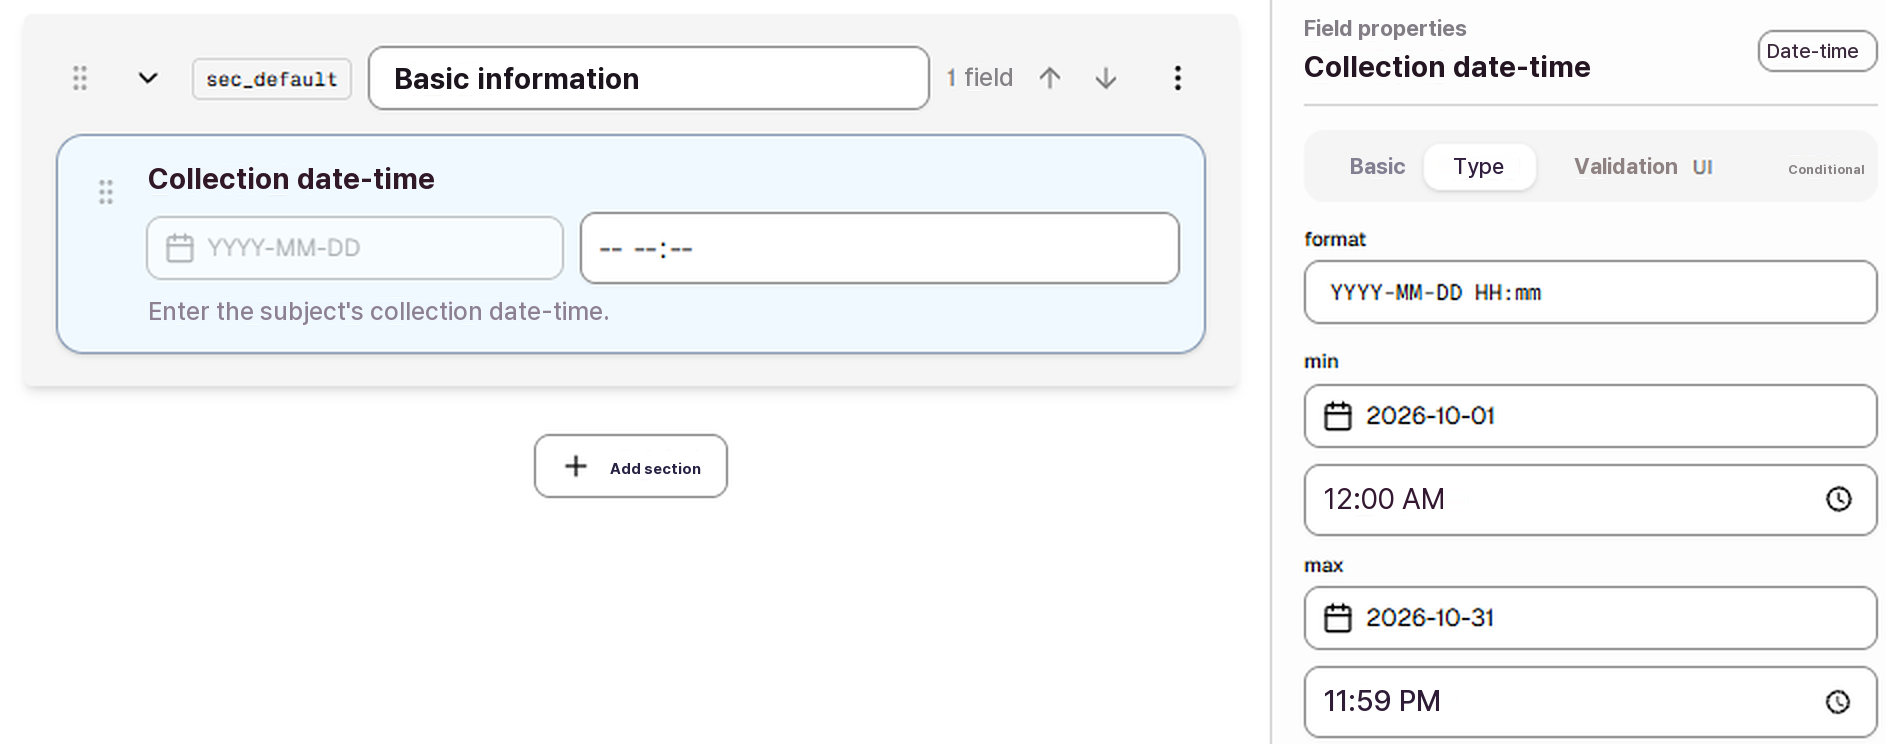 sec_default
Basic information
1 field
Collection date-time
YYYY-MM-DD
-- --:--
Enter the subject's collection date-time.
Add section
Field properties
Collection date-time
Date-time
Basic
Type
Validation
UI
Conditional
format
YYYY-MM-DD HH:mm
min
2026-10-01
12:00 AM
max
2026-10-31
11:59 PM